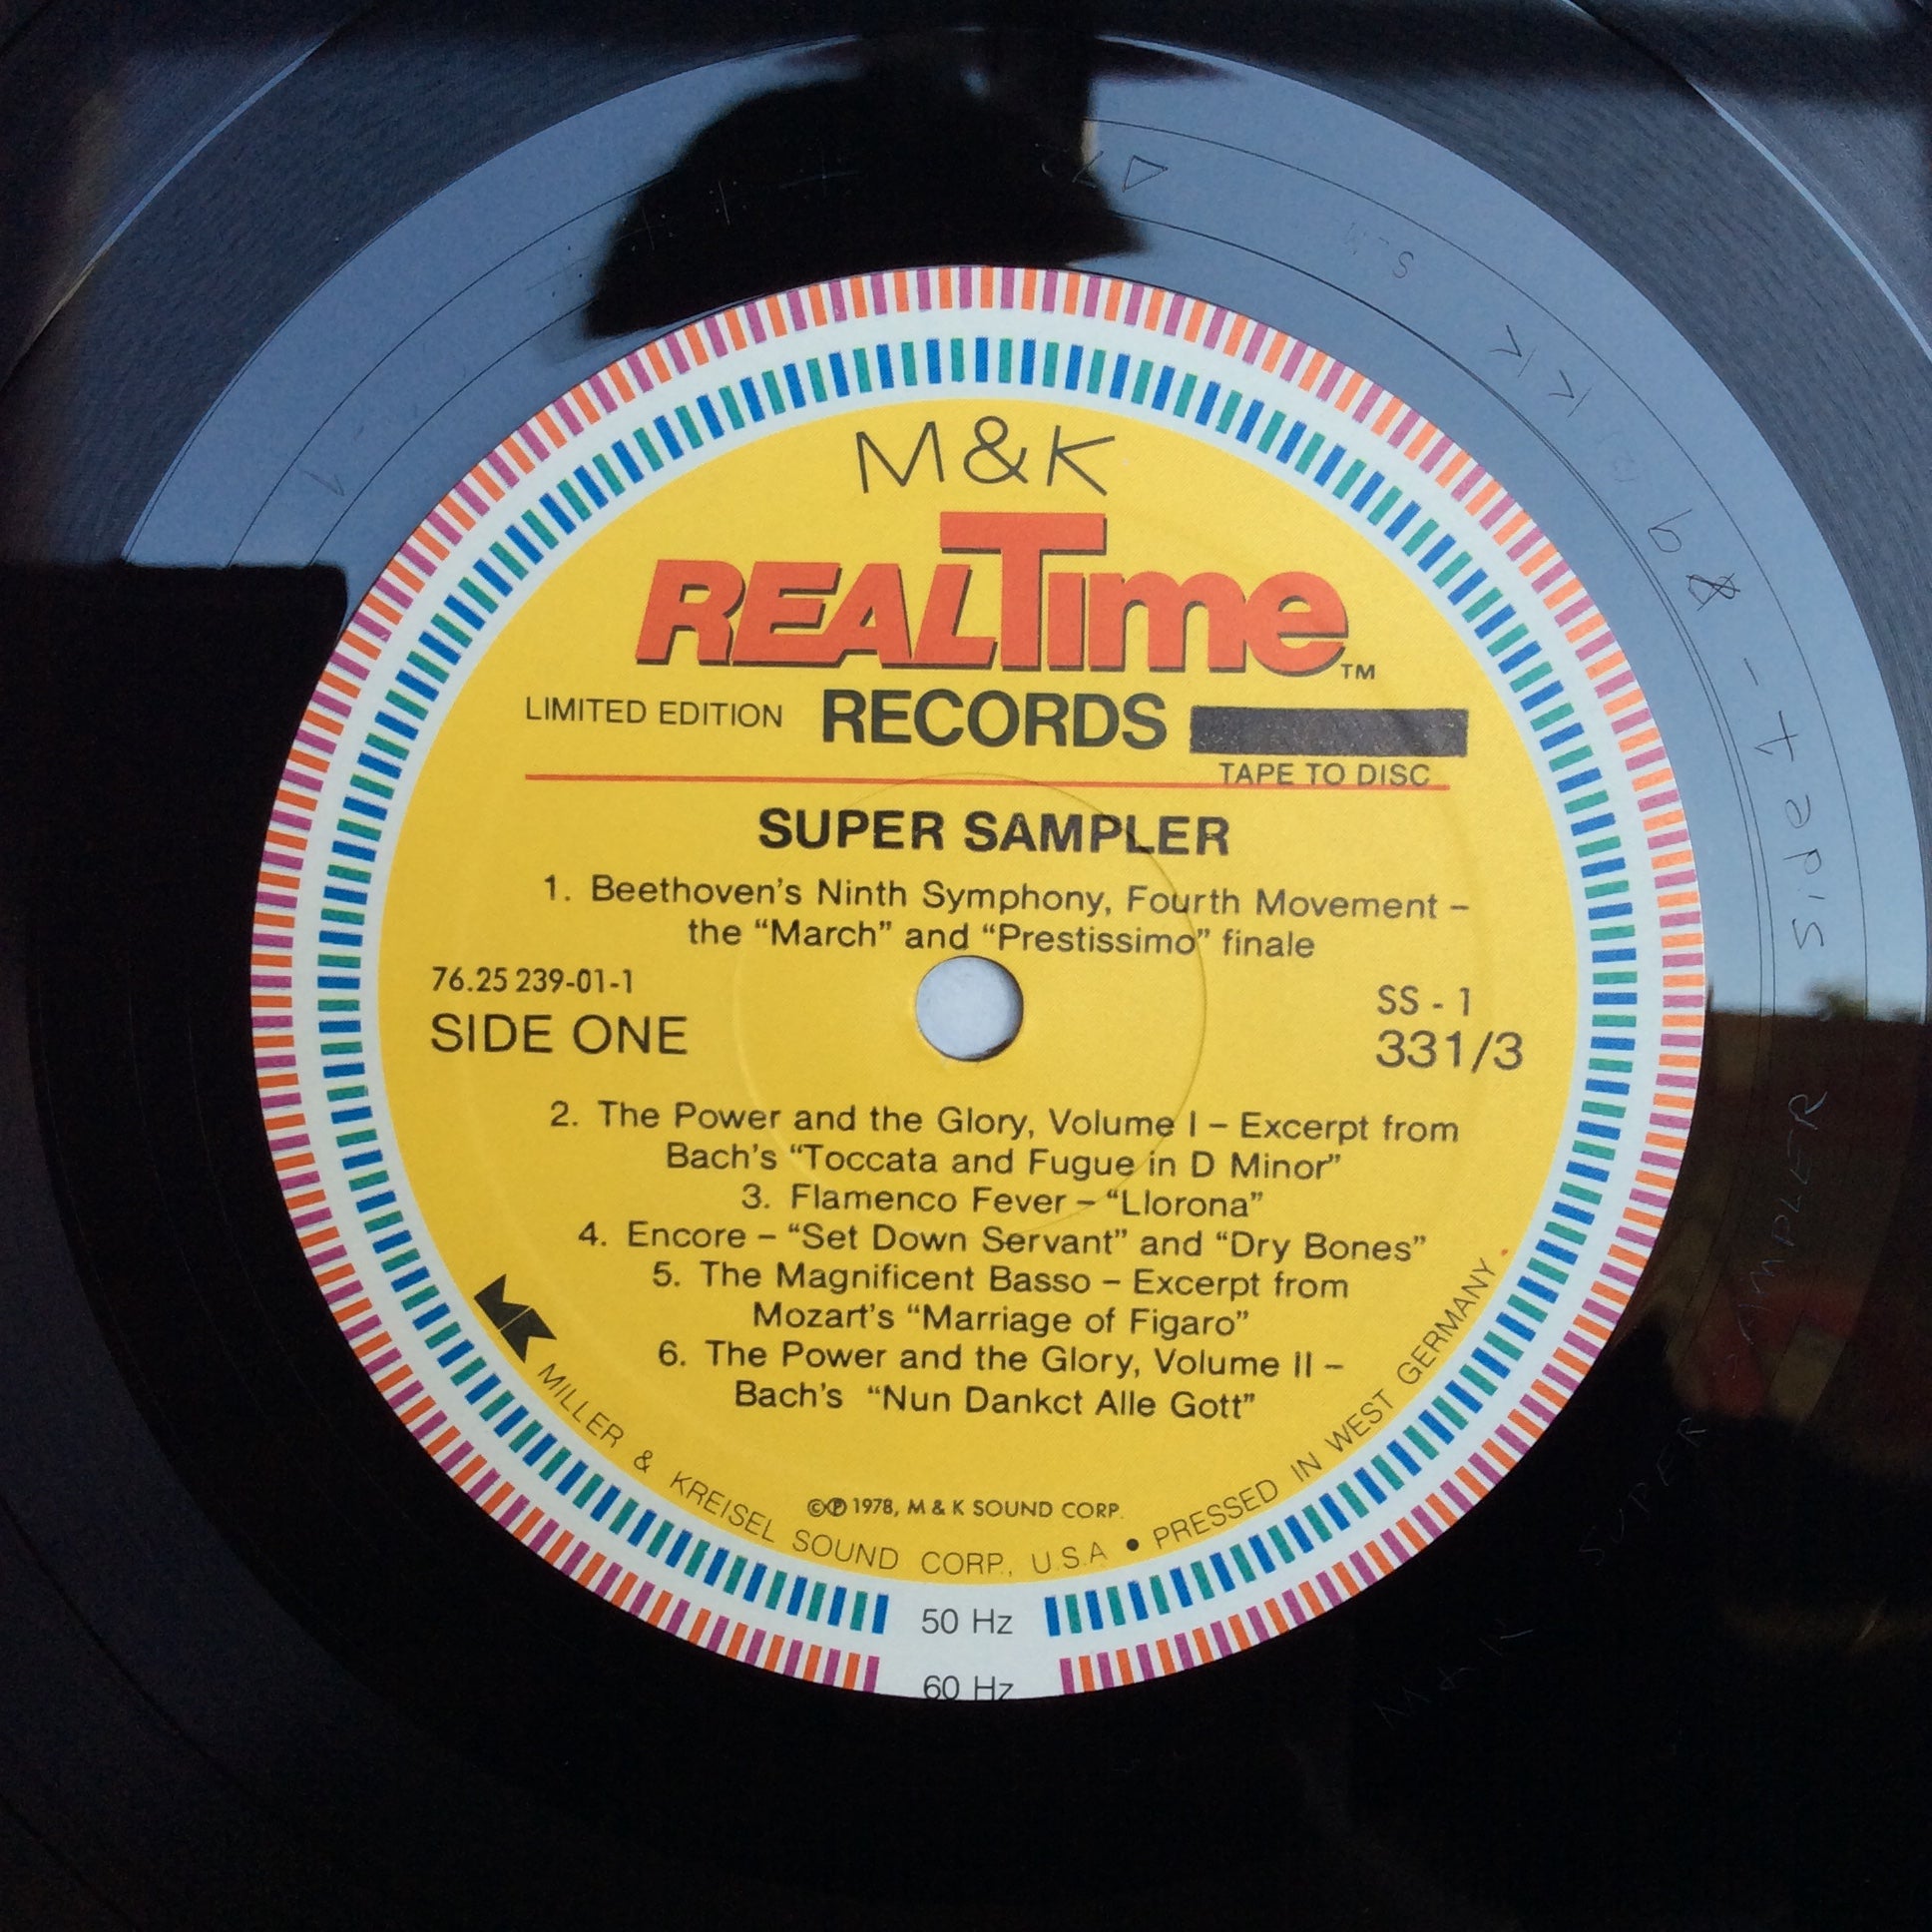 M&K
REALTime™
LIMITED EDITION RECORDS
TAPE TO DISC
SUPER SAMPLER
1. Beethoven's Ninth Symphony, Fourth Movement –
the “March” and “Prestissimo” finale
76.25 239-01-1
SIDE ONE
SS - 1
331/3
2. The Power and the Glory, Volume I – Excerpt from
Bach's “Toccata and Fugue in D Minor”
3. Flamenco Fever – “Llorona”
4. Encore – “Set Down Servant” and “Dry Bones”
5. The Magnificent Basso – Excerpt from
Mozart's “Marriage of Figaro”
6. The Power and the Glory, Volume II –
Bach's “Nun Dankct Alle Gott”
©℗ 1978, M & K SOUND CORP.
MK MILLER & KREISEL SOUND CORP., U.S.A • PRESSED IN WEST GERMANY.
50 Hz
60 Hz
M & K SUPER SAMPLER Side 1